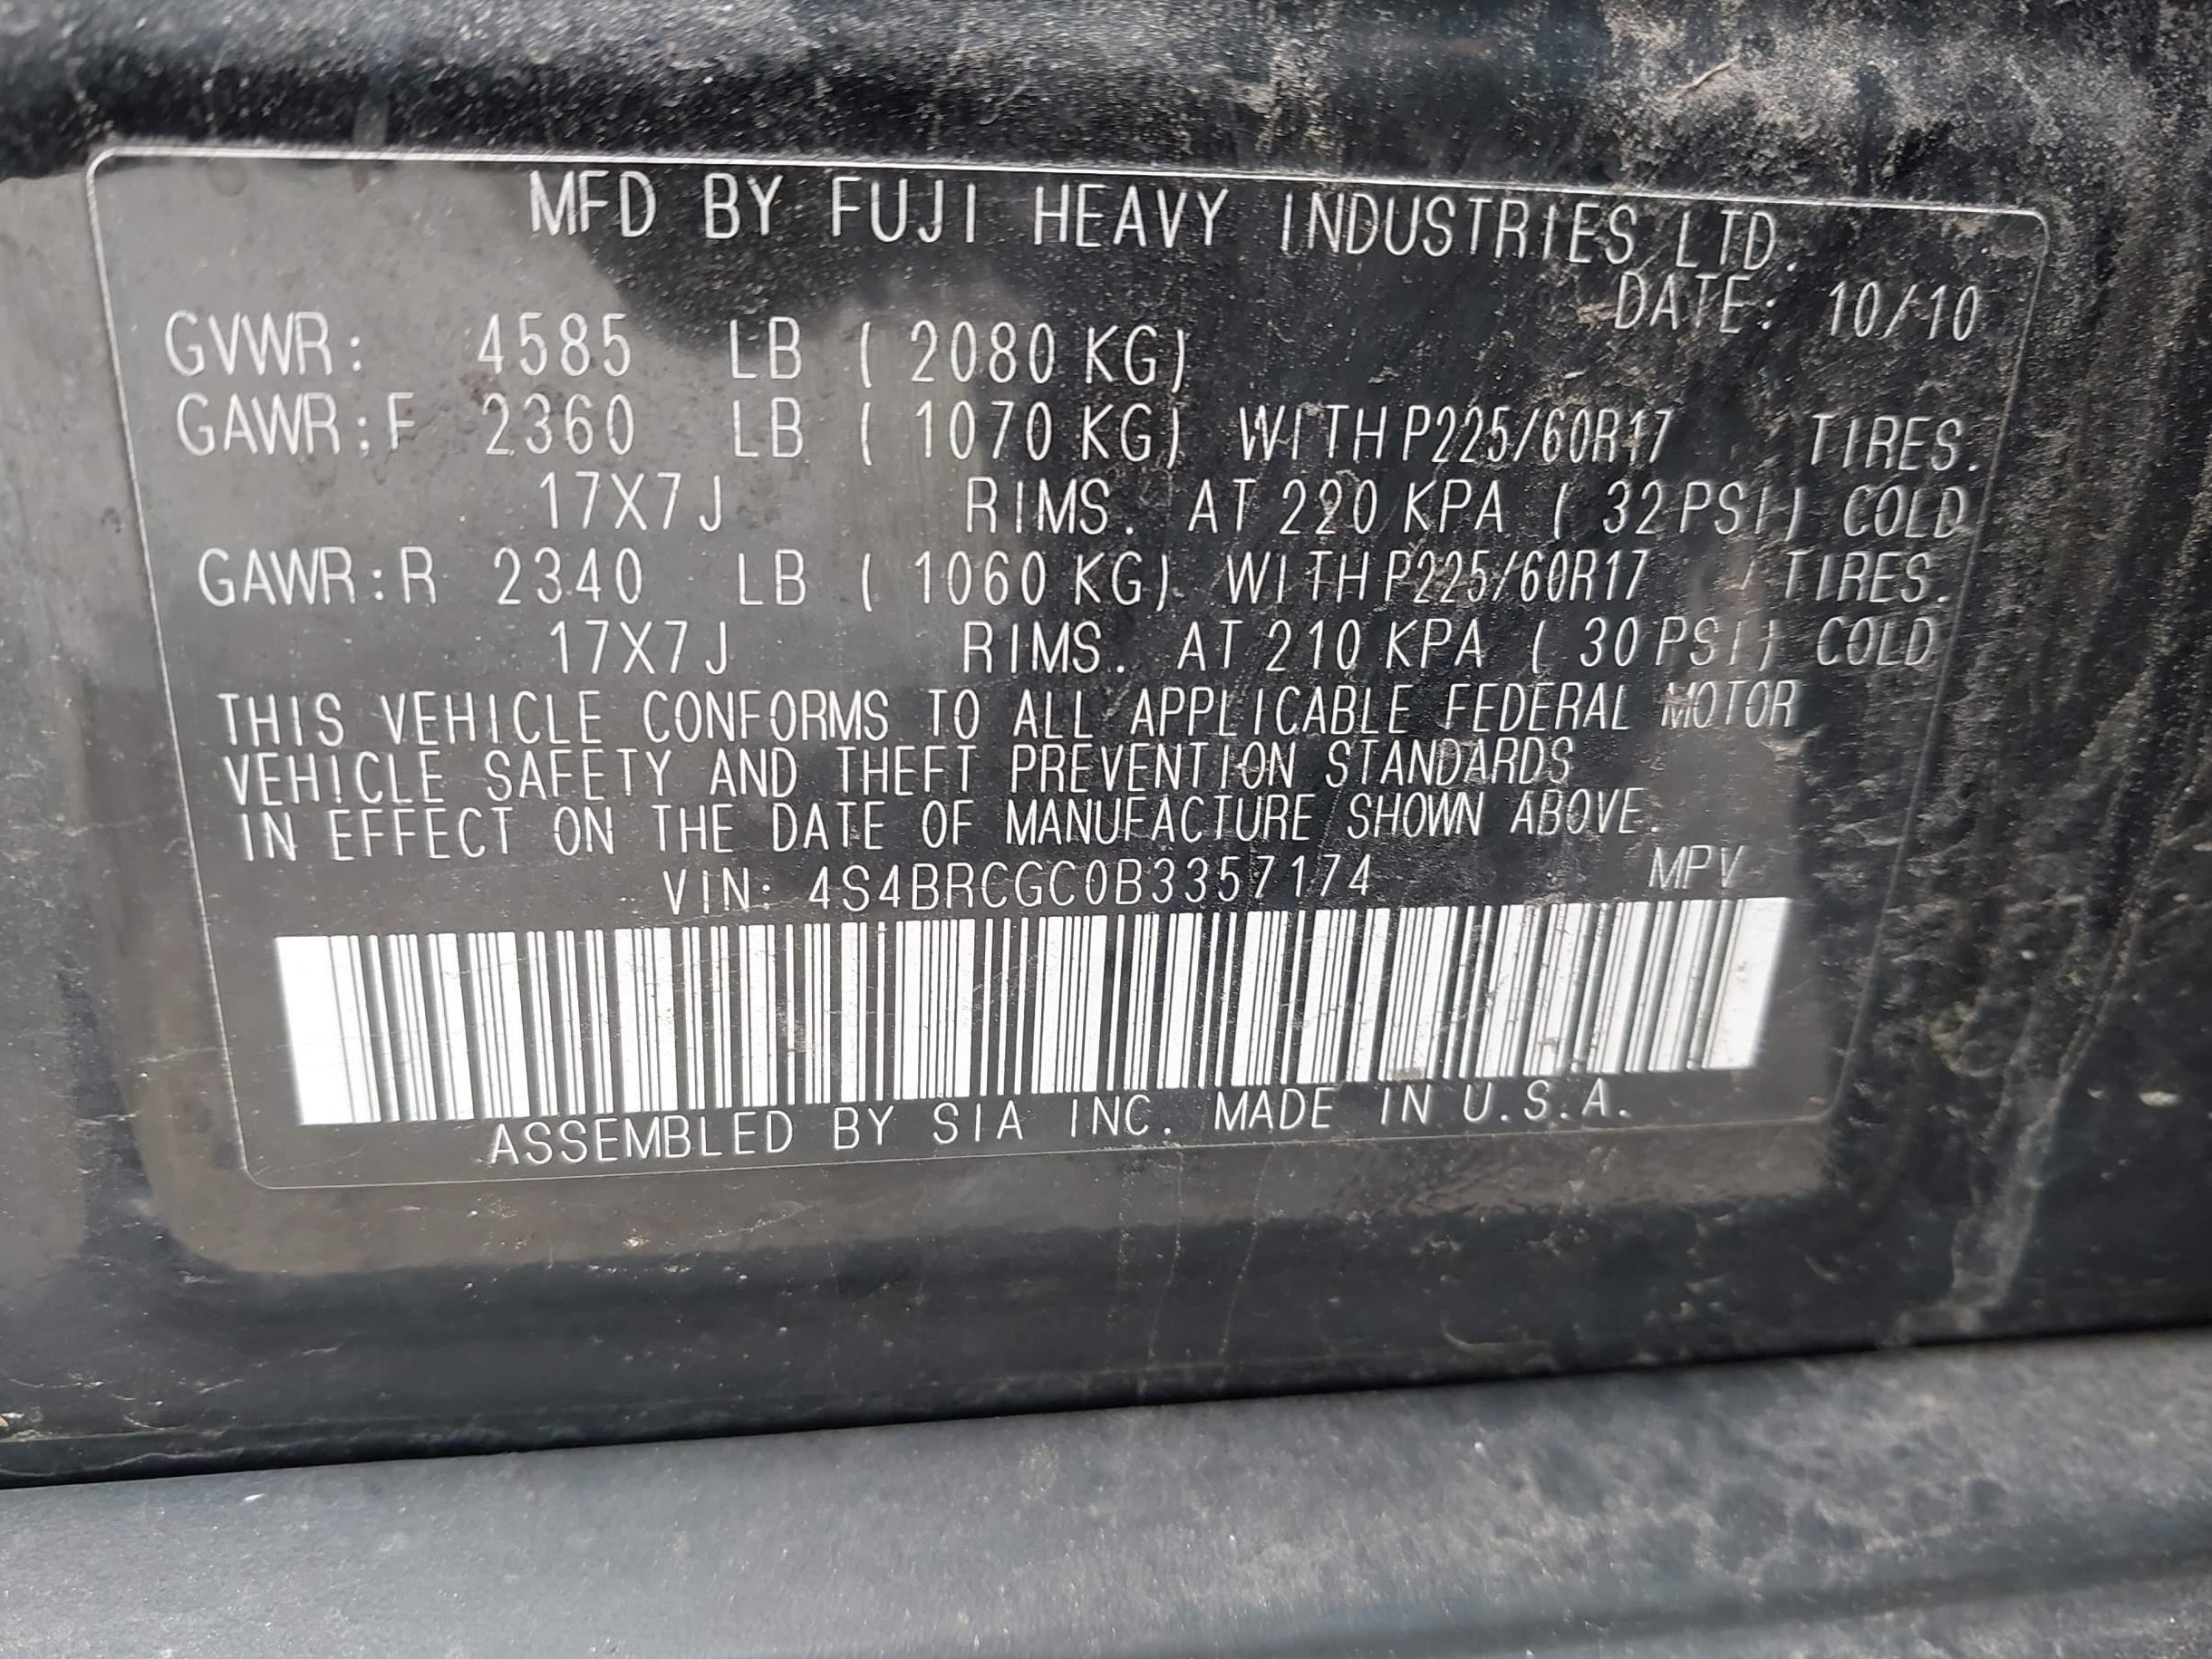 MFD BY FUJI HEAVY INDUSTRIES LTD.
DATE: 10/10
GVWR: 4585 LB ( 2080 KG)
GAWR:F 2360 LB ( 1070 KG) WITH P225/60R17 TIRES.
17X7J RIMS. AT 220 KPA ( 32 PSI) COLD
GAWR:R 2340 LB ( 1060 KG) WITH P225/60R17 TIRES.
17X7J RIMS. AT 210 KPA ( 30 PSI) COLD
THIS VEHICLE CONFORMS TO ALL APPLICABLE FEDERAL MOTOR
VEHICLE SAFETY AND THEFT PREVENTION STANDARDS
IN EFFECT ON THE DATE OF MANUFACTURE SHOWN ABOVE.
VIN: 4S4BRCGC0B3357174 MPV
ASSEMBLED BY SIA INC. MADE IN U.S.A.